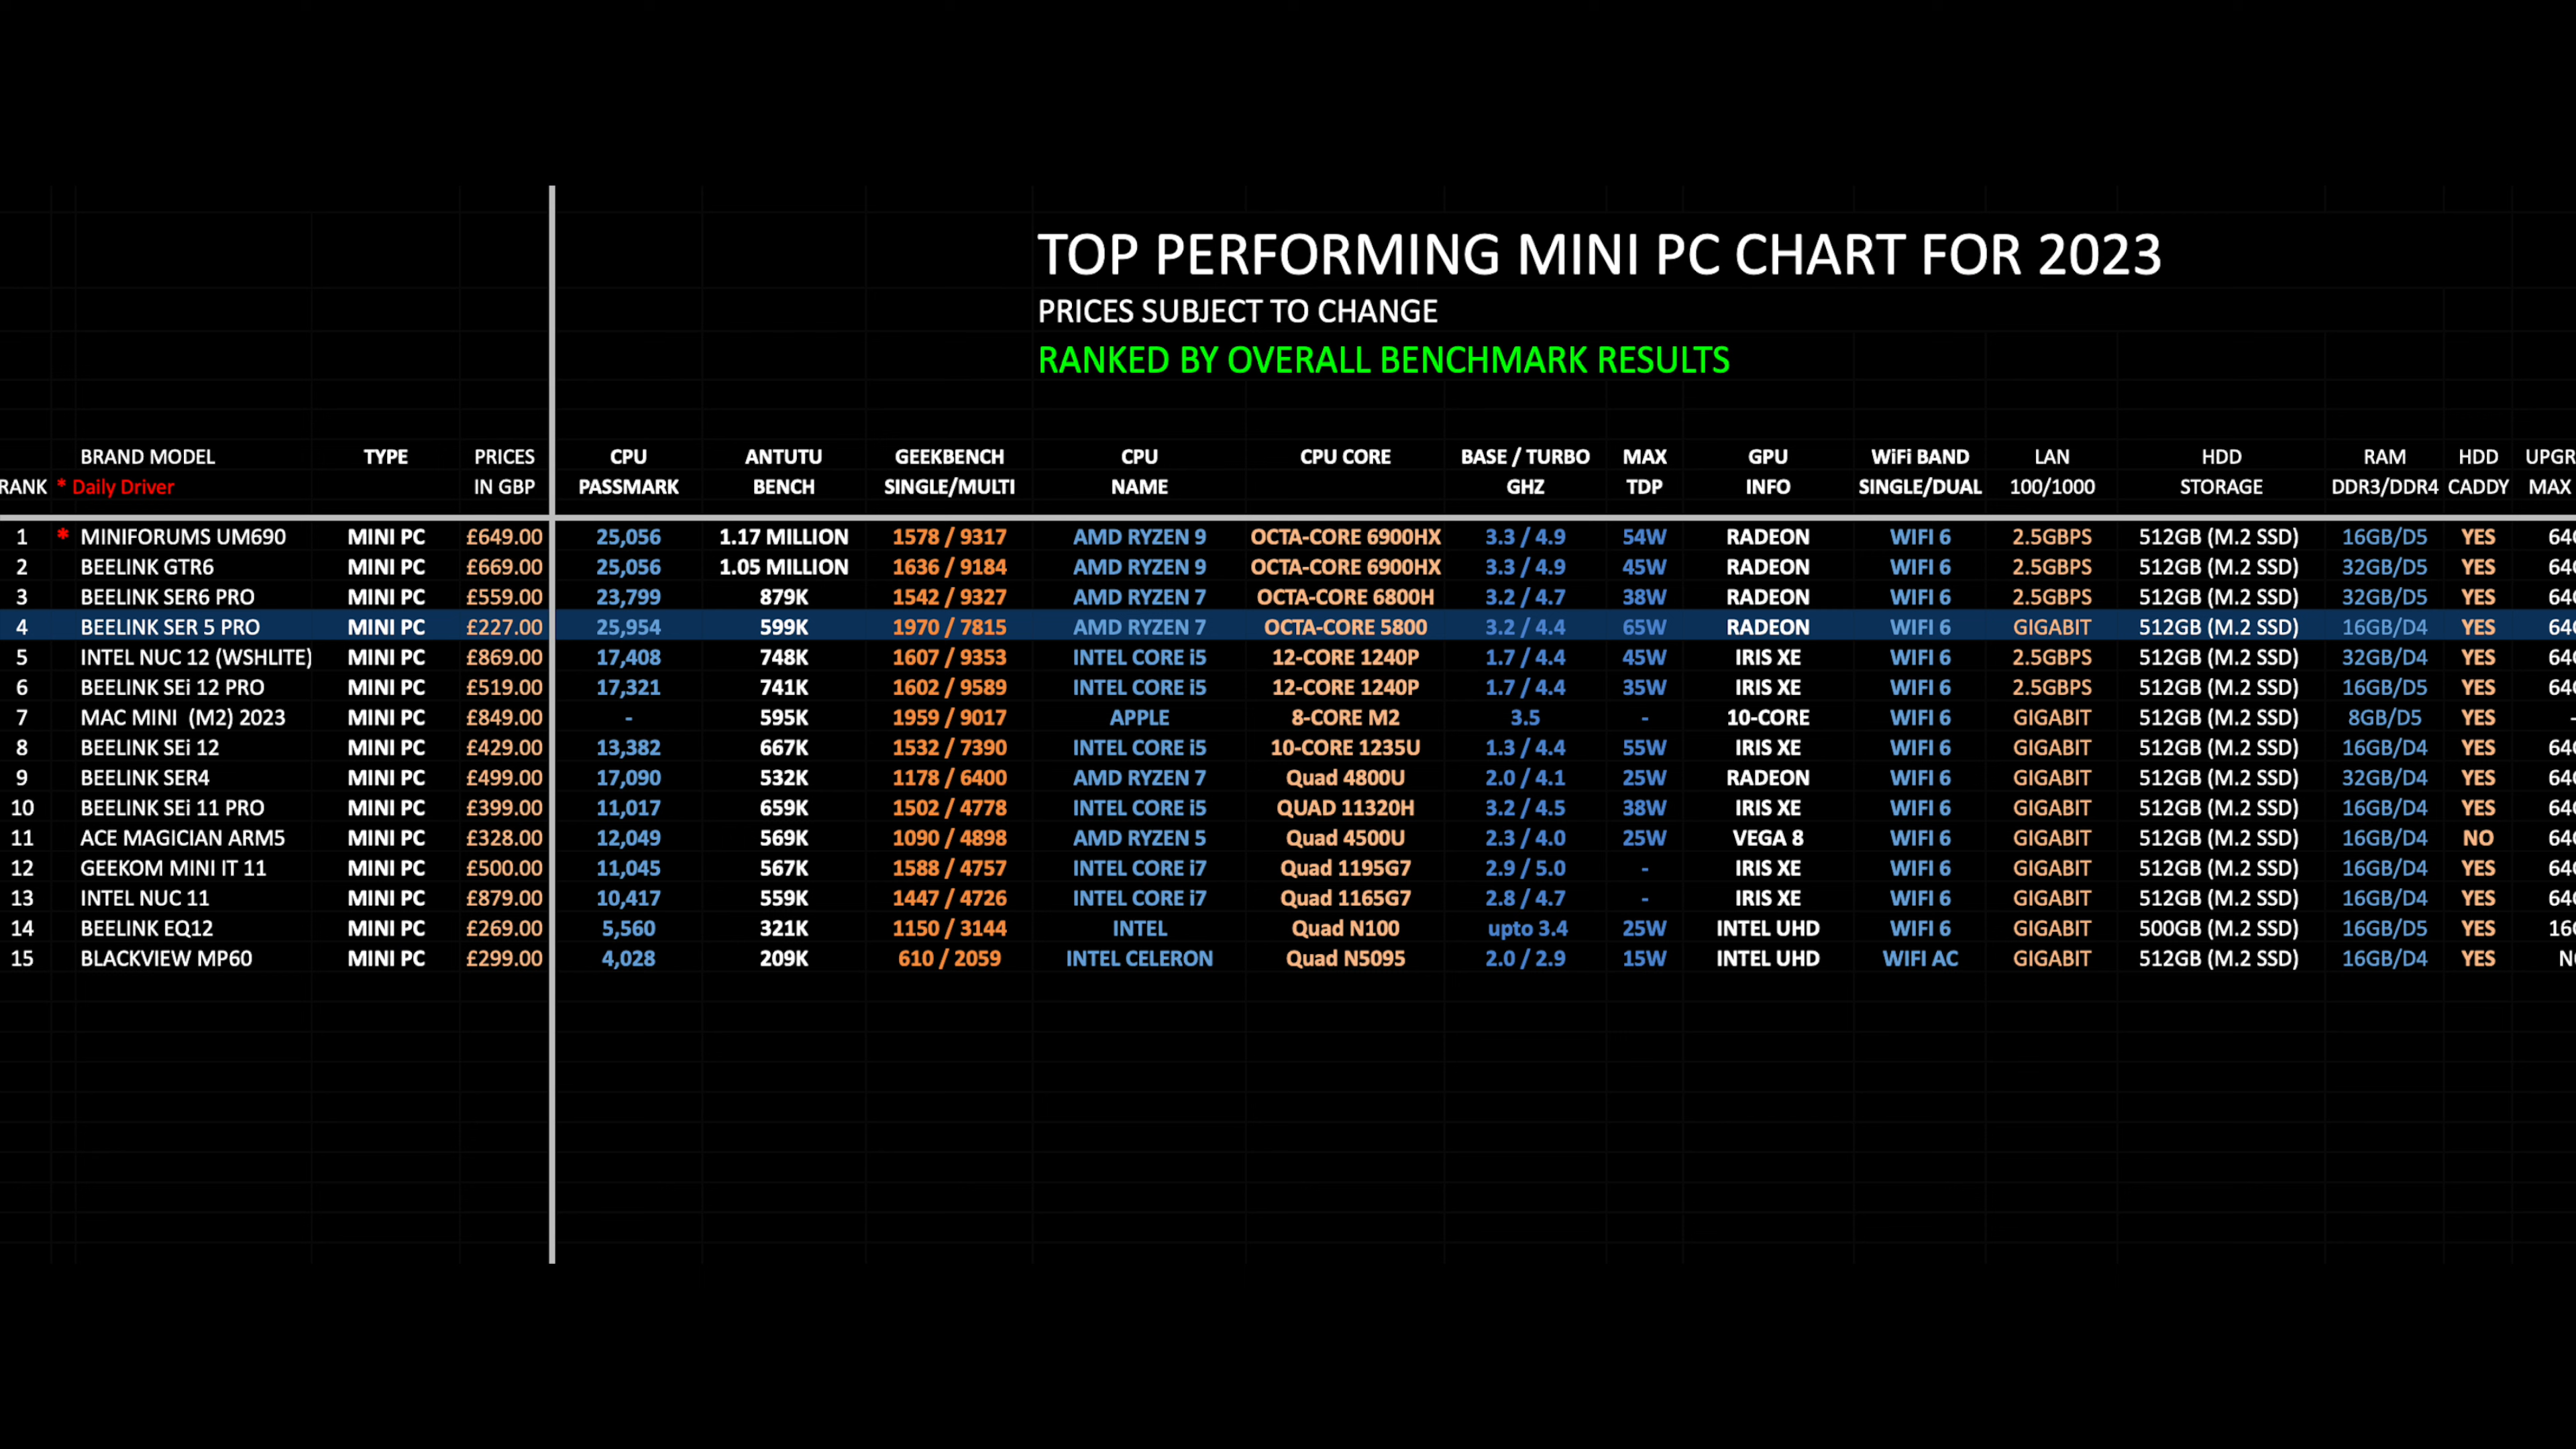 TOP PERFORMING MINI PC CHART FOR 2023
PRICES SUBJECT TO CHANGE
RANKED BY OVERALL BENCHMARK RESULTS
BRAND MODEL TYPE PRICES CPU ANTUTU GEEKBENCH CPU CPU CORE BASE / TURBO MAX GPU WiFi BAND LAN HDD RAM HDD UPGR
RANK * Daily Driver IN GBP PASSMARK BENCH SINGLE/MULTI NAME GHZ TDP INFO SINGLE/DUAL 100/1000 STORAGE DDR3/DDR4 CADDY MAX
1 * MINIFORUMS UM690 MINI PC £649.00 25,056 1.17 MILLION 1578 / 9317 AMD RYZEN 9 OCTA-CORE 6900HX 3.3 / 4.9 54W RADEON WIFI 6 2.5GBPS 512GB (M.2 SSD) 16GB/D5 YES 64
2 BEELINK GTR6 MINI PC £669.00 25,056 1.05 MILLION 1636 / 9184 AMD RYZEN 9 OCTA-CORE 6900HX 3.3 / 4.9 45W RADEON WIFI 6 2.5GBPS 512GB (M.2 SSD) 32GB/D5 YES 64
3 BEELINK SER6 PRO MINI PC £559.00 23,799 879K 1542 / 9327 AMD RYZEN 7 OCTA-CORE 6800H 3.2 / 4.7 38W RADEON WIFI 6 2.5GBPS 512GB (M.2 SSD) 32GB/D5 YES 64
4 BEELINK SER 5 PRO MINI PC £227.00 25,954 599K 1970 / 7815 AMD RYZEN 7 OCTA-CORE 5800 3.2 / 4.4 65W RADEON WIFI 6 GIGABIT 512GB (M.2 SSD) 16GB/D4 YES 64
5 INTEL NUC 12 (WSHLITE) MINI PC £869.00 17,408 748K 1607 / 9353 INTEL CORE i5 12-CORE 1240P 1.7 / 4.4 45W IRIS XE WIFI 6 2.5GBPS 512GB (M.2 SSD) 32GB/D4 YES 64
6 BEELINK SEi 12 PRO MINI PC £519.00 17,321 741K 1602 / 9589 INTEL CORE i5 12-CORE 1240P 1.7 / 4.4 35W IRIS XE WIFI 6 2.5GBPS 512GB (M.2 SSD) 16GB/D5 YES 64
7 MAC MINI (M2) 2023 MINI PC £849.00 - 595K 1959 / 9017 APPLE 8-CORE M2 3.5 - 10-CORE WIFI 6 GIGABIT 512GB (M.2 SSD) 8GB/D5 YES -
8 BEELINK SEi 12 MINI PC £429.00 13,382 667K 1532 / 7390 INTEL CORE i5 10-CORE 1235U 1.3 / 4.4 55W IRIS XE WIFI 6 GIGABIT 512GB (M.2 SSD) 16GB/D4 YES 64
9 BEELINK SER4 MINI PC £499.00 17,090 532K 1178 / 6400 AMD RYZEN 7 Quad 4800U 2.0 / 4.1 25W RADEON WIFI 6 GIGABIT 512GB (M.2 SSD) 32GB/D4 YES 64
10 BEELINK SEi 11 PRO MINI PC £399.00 11,017 659K 1502 / 4778 INTEL CORE i5 QUAD 11320H 3.2 / 4.5 38W IRIS XE WIFI 6 GIGABIT 512GB (M.2 SSD) 16GB/D4 YES 64
11 ACE MAGICIAN ARM5 MINI PC £328.00 12,049 569K 1090 / 4898 AMD RYZEN 5 Quad 4500U 2.3 / 4.0 25W VEGA 8 WIFI 6 GIGABIT 512GB (M.2 SSD) 16GB/D4 NO 64
12 GEEKOM MINI IT 11 MINI PC £500.00 11,045 567K 1588 / 4757 INTEL CORE i7 Quad 1195G7 2.9 / 5.0 - IRIS XE WIFI 6 GIGABIT 512GB (M.2 SSD) 16GB/D4 YES 64
13 INTEL NUC 11 MINI PC £879.00 10,417 559K 1447 / 4726 INTEL CORE i7 Quad 1165G7 2.8 / 4.7 - IRIS XE WIFI 6 GIGABIT 512GB (M.2 SSD) 16GB/D4 YES 64
14 BEELINK EQ12 MINI PC £269.00 5,560 321K 1150 / 3144 INTEL Quad N100 upto 3.4 25W INTEL UHD WIFI 6 GIGABIT 500GB (M.2 SSD) 16GB/D5 YES 16
15 BLACKVIEW MP60 MINI PC £299.00 4,028 209K 610 / 2059 INTEL CELERON Quad N5095 2.0 / 2.9 15W INTEL UHD WIFI AC GIGABIT 512GB (M.2 SSD) 16GB/D4 YES N